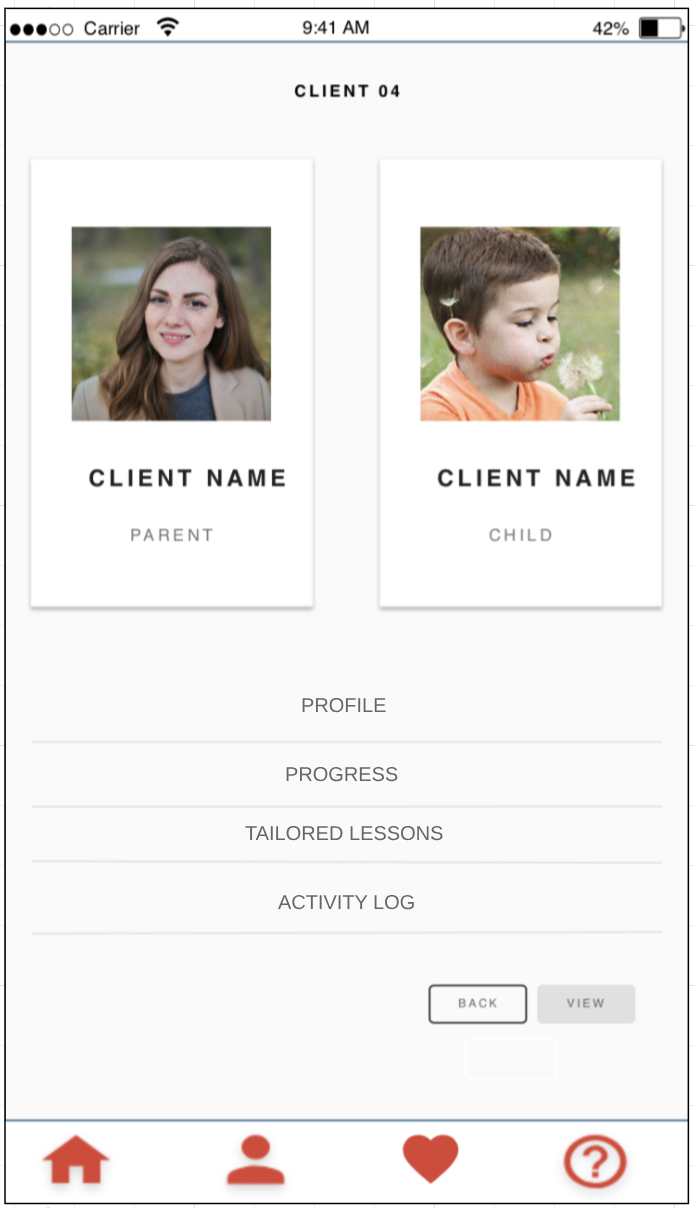 Carrier 9:41 AM 42%
CLIENT 04
CLIENT NAME CLIENT NAME
PARENT CHILD
PROFILE
PROGRESS
TAILORED LESSONS
ACTIVITY LOG
BACK VIEW
?